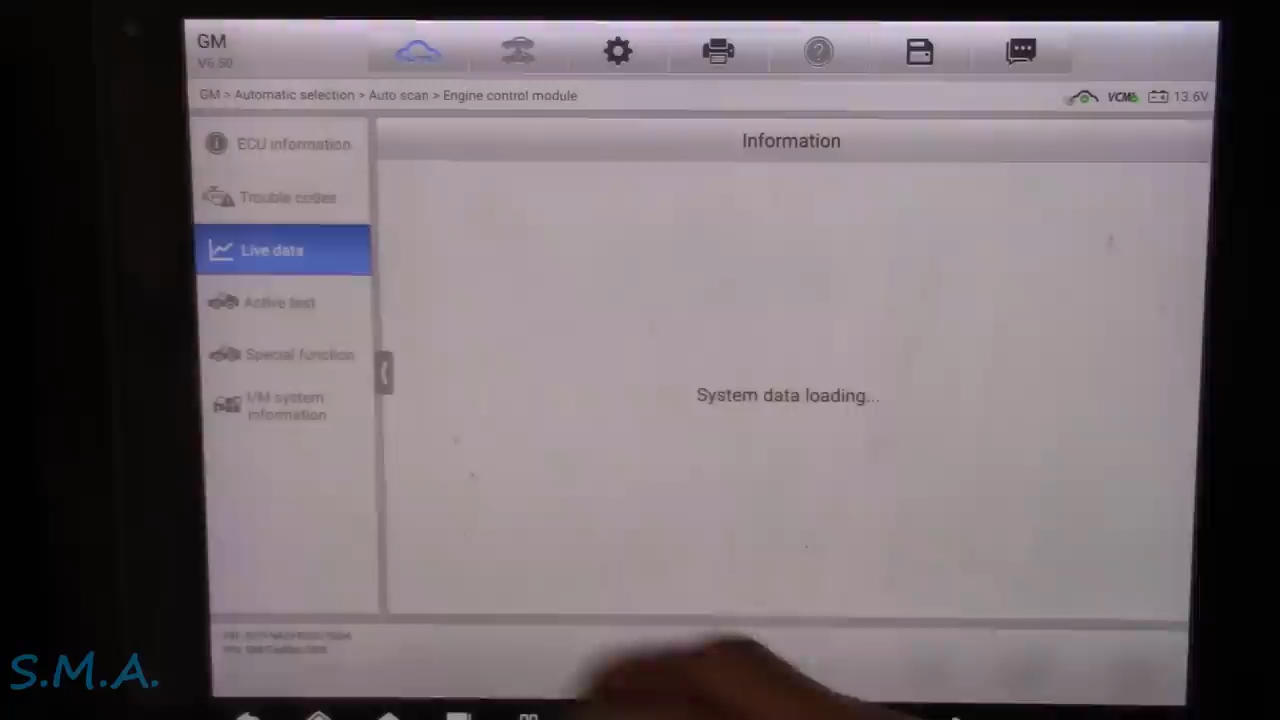 GM
V6.50
GM > Automatic selection > Auto scan > Engine control module
VCMI
13.6V
ECU information
Trouble codes
Live data
Active test
Special function
I/M system
information
Information
System data loading...
S.M.A.